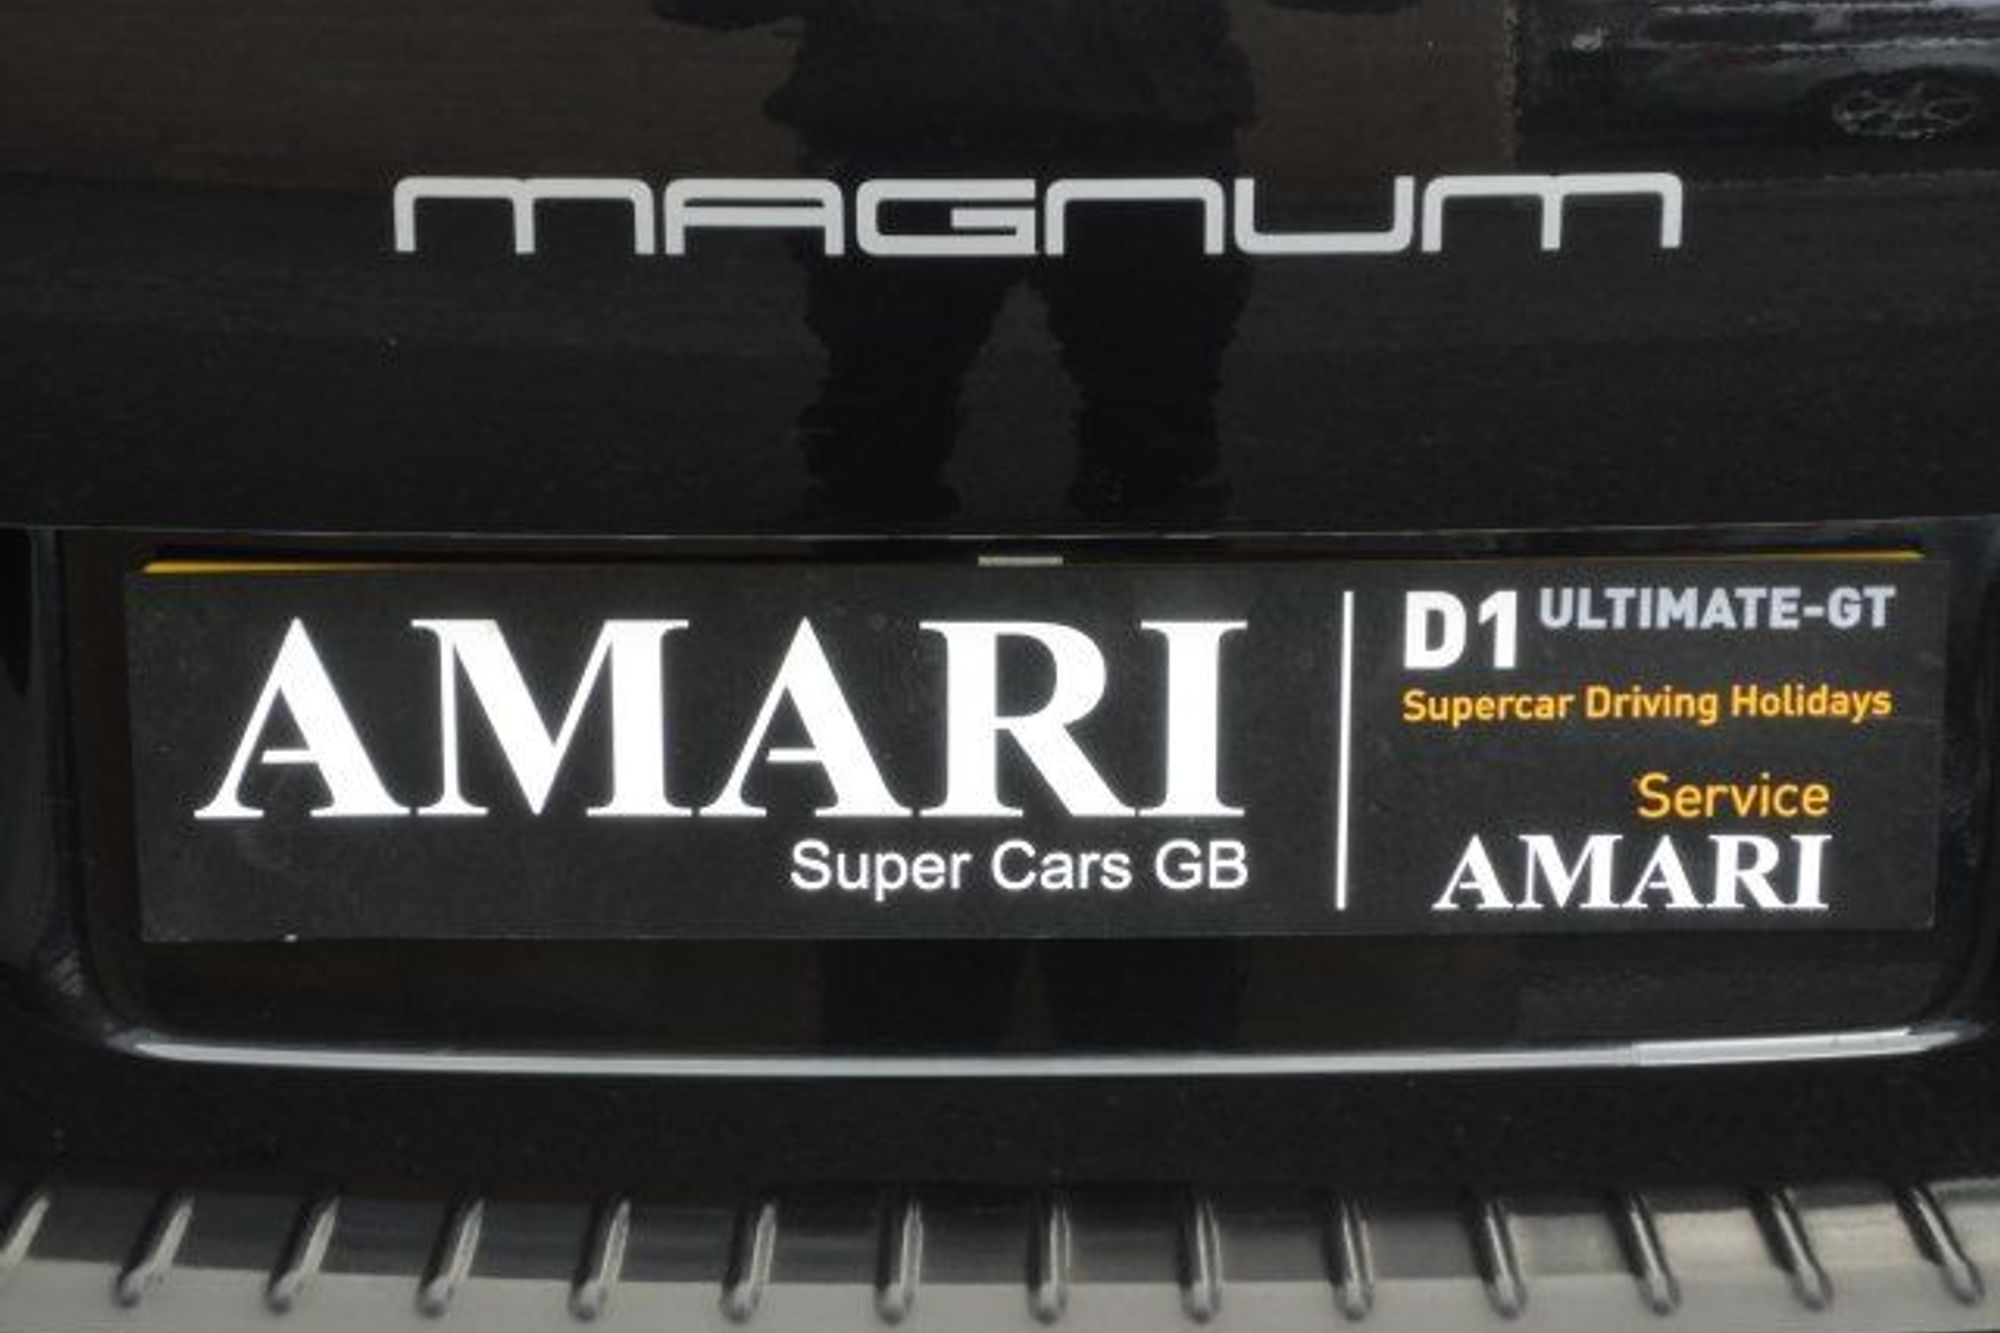 MAGNUM
AMARI
Super Cars GB
D1 ULTIMATE-GT
Supercar Driving Holidays
Service
AMARI